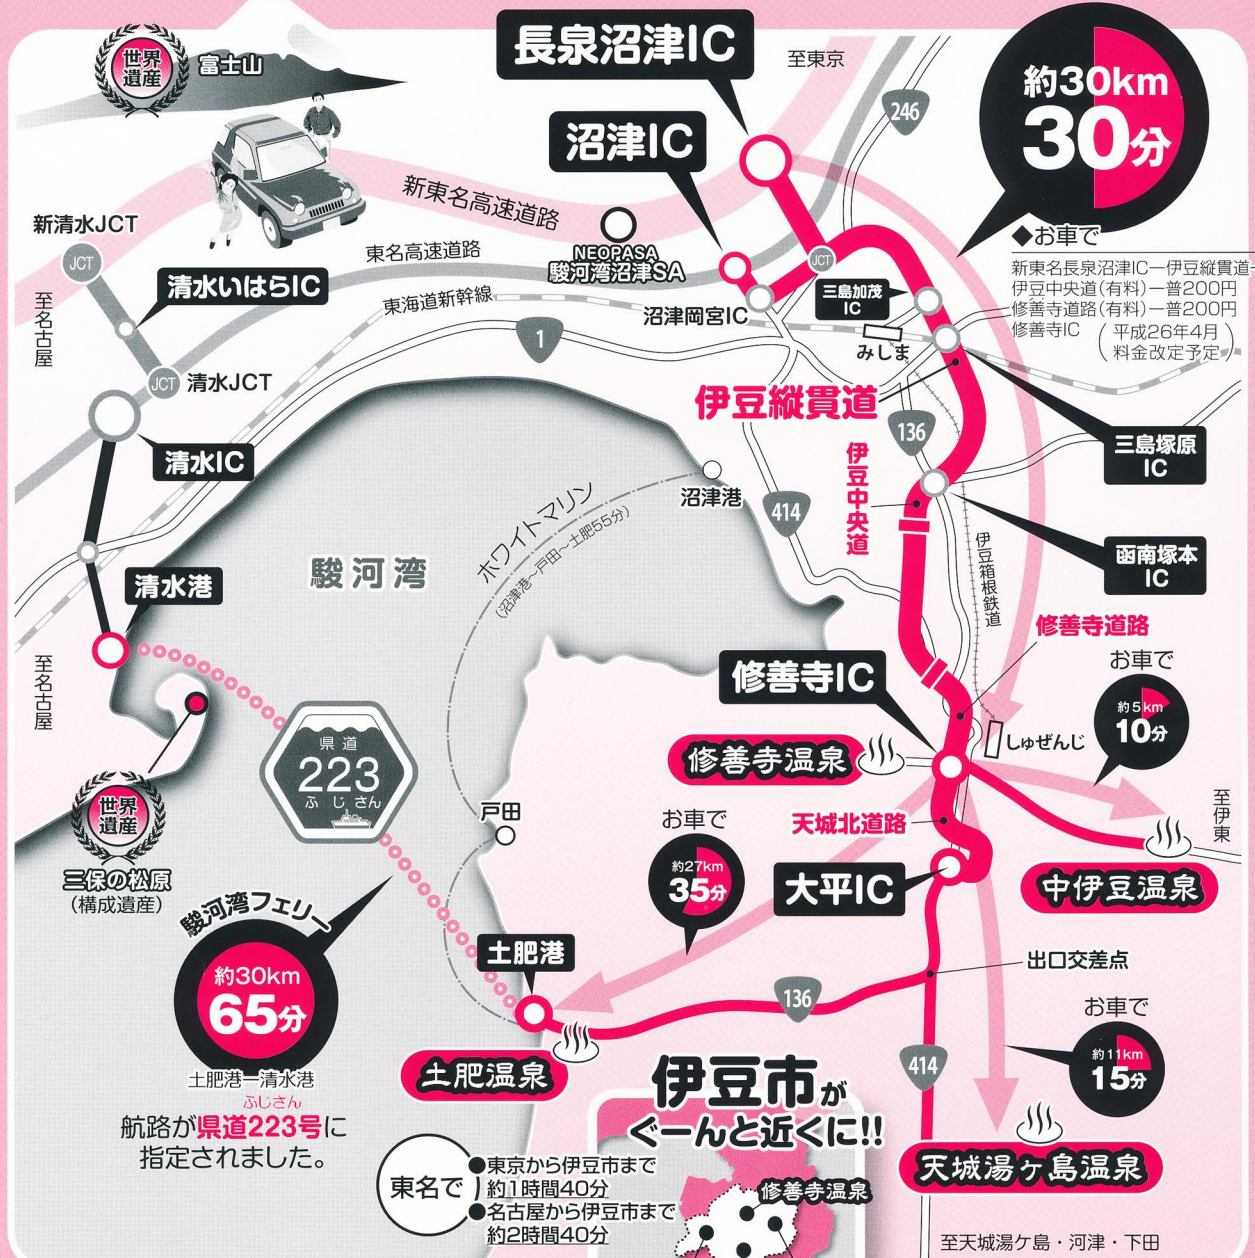 世界
遺産
富士山
長泉沼津IC
至東京
246
約30km
30分
沼津IC
新東名高速道路
NEOPASA
駿河湾沼津SA
新清水JCT
JCT
清水いはらIC
東名高速道路
東海道新幹線
至名古屋
JCT
清水JCT
清水IC
1
JCT
沼津岡宮IC
三島加茂
IC
みしま
◆お車で
新東名長泉沼津IC―伊豆縦貫道―
伊豆中央道(有料)―普200円
修善寺道路(有料)―普200円
修善寺IC
(平成26年4月
料金改定予定)
伊豆縦貫道
136
三島塚原
IC
伊豆中央道
沼津港
414
函南塚本
IC
伊豆箱根鉄道
ホワイトマリン
(沼津港～戸田～土肥55分)
駿河湾
清水港
至名古屋
修善寺道路
修善寺IC
お車で
約5km
10分
しゅぜんじ
修善寺温泉
県道
223
ふじさん
世界
遺産
三保の松原
(構成遺産)
戸田
お車で
約27km
35分
天城北道路
至伊東
大平IC
中伊豆温泉
駿河湾フェリー
約30km
65分
土肥港―清水港
ふじさん
航路が県道223号に
指定されました。
土肥港
136
出口交差点
お車で
約11km
15分
土肥温泉
414
天城湯ヶ島温泉
伊豆市が
ぐーんと近くに!!
東名で
●東京から伊豆市まで
約1時間40分
●名古屋から伊豆市まで
約2時間40分
修善寺温泉
至天城湯ケ島・河津・下田